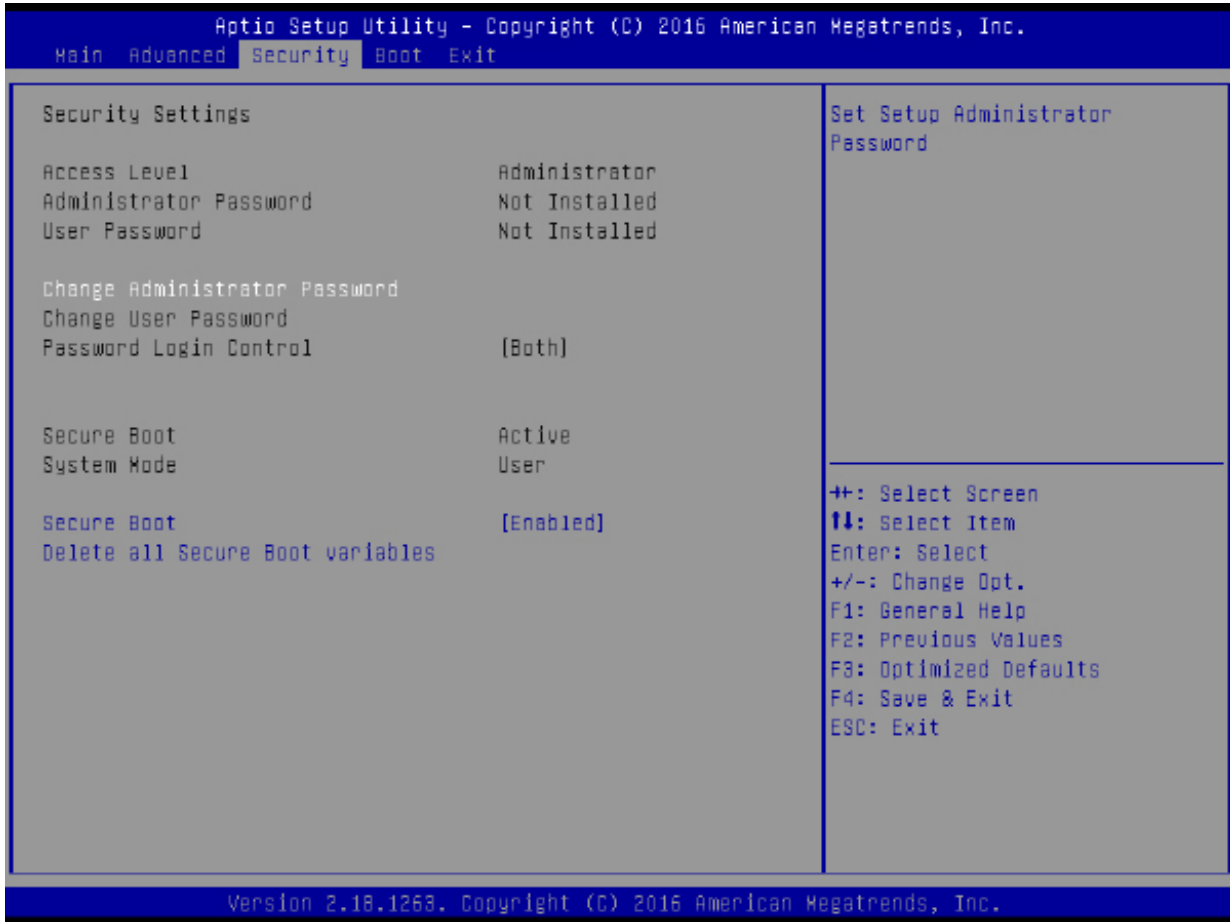 Aptio Setup Utility - Copyright (C) 2016 American Megatrends, Inc.
Main Advanced Security Boot Exit
Security Settings
Access Level Administrator
Administrator Password Not Installed
User Password Not Installed
Change Administrator Password
Change User Password
Password Login Control [Both]
Secure Boot Active
System Mode User
Secure Boot [Enabled]
Delete all Secure Boot variables
Set Setup Administrator
Password
→←: Select Screen
↑↓: Select Item
Enter: Select
+/-: Change Opt.
F1: General Help
F2: Previous Values
F3: Optimized Defaults
F4: Save & Exit
ESC: Exit
Version 2.18.1263. Copyright (C) 2016 American Megatrends, Inc.